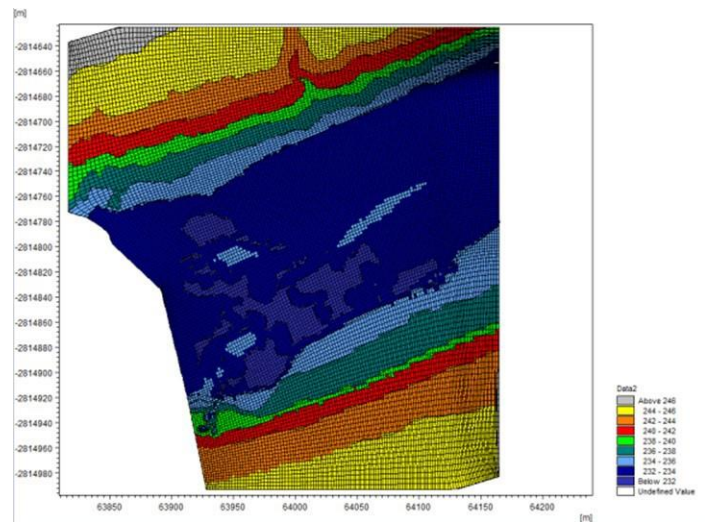 [m]
-2814640
-2814660
-2814680
-2814700
-2814720
-2814740
-2814760
-2814780
-2814800
-2814820
-2814840
-2814860
-2814880
-2814900
-2814920
-2814940
-2814960
-2814980
63850 63900 63950 64000 64050 64100 64150 64200
[m]
Data2
Above 246
244 - 246
242 - 244
240 - 242
238 - 240
236 - 238
234 - 236
232 - 234
Below 232
Undefined Value